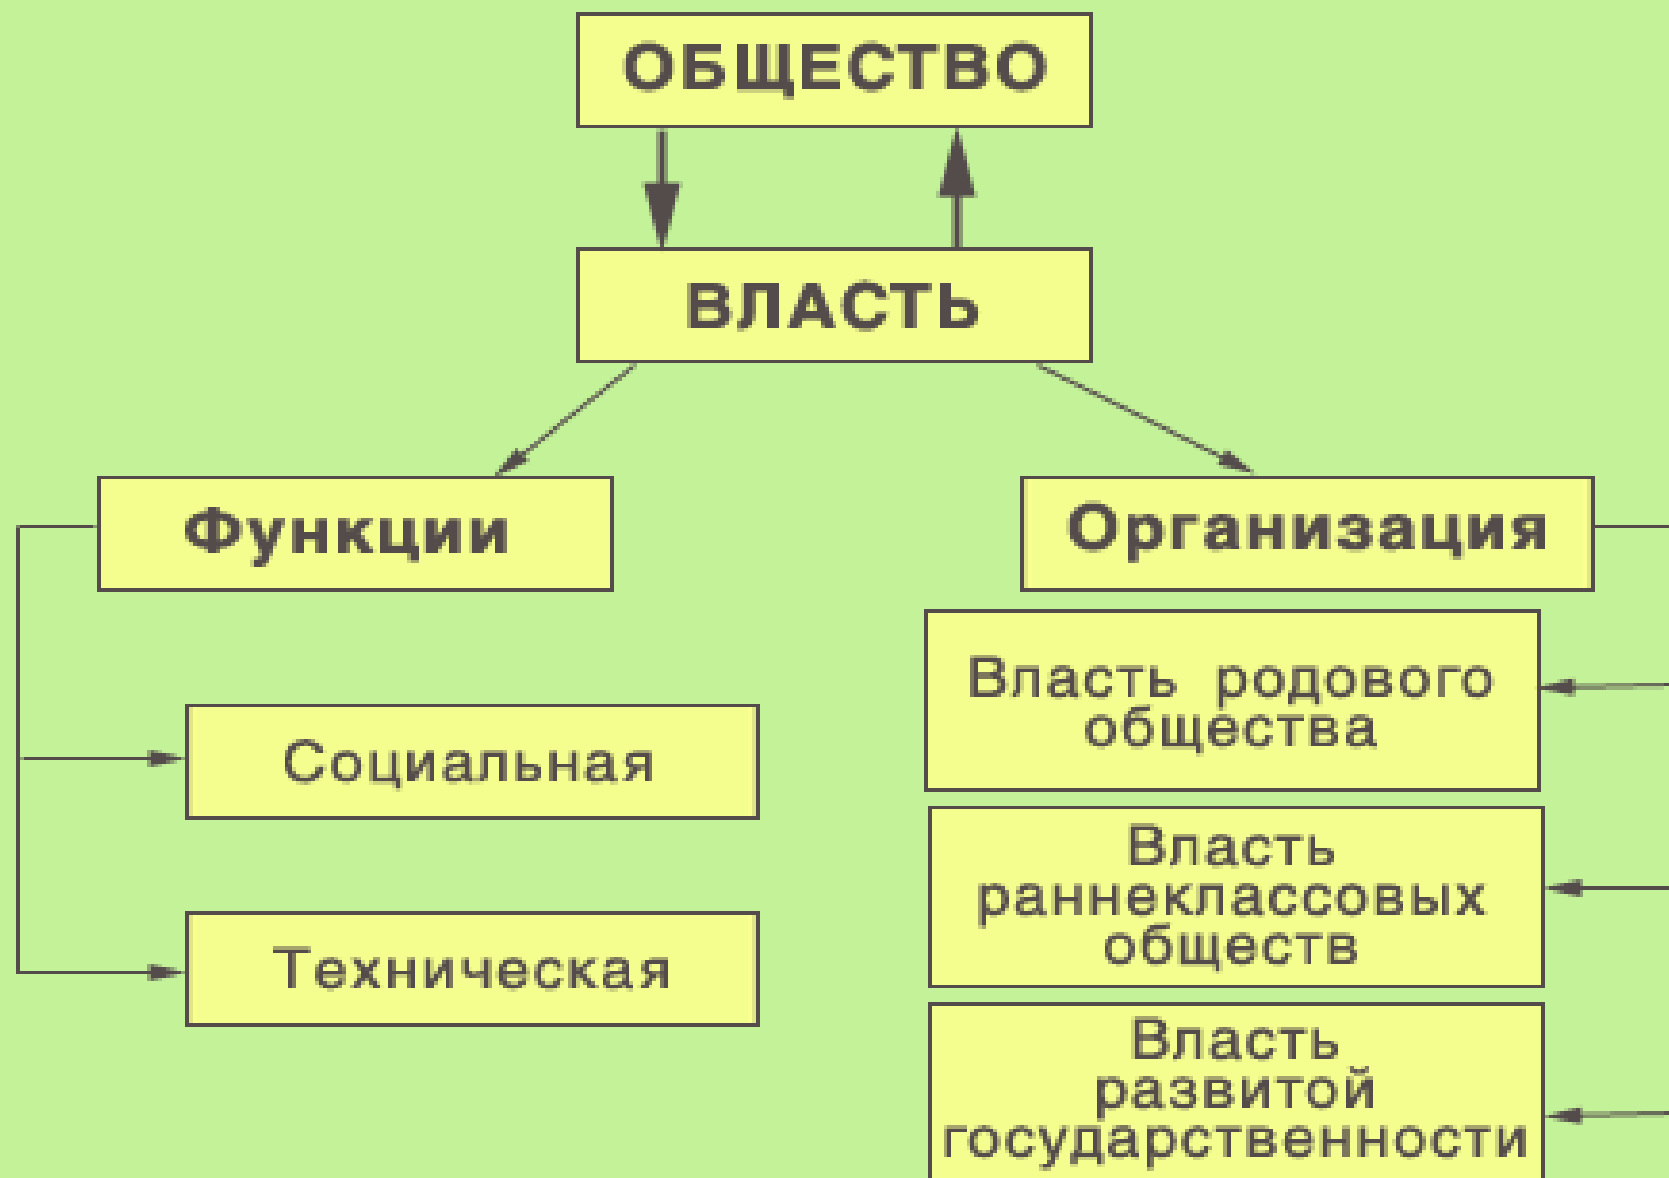 ОБЩЕСТВО
ВЛАСТЬ
Функции
Организация
Социальная
Техническая
Власть родового
общества
Власть
раннеклассовых
обществ
Власть
развитой
государственности